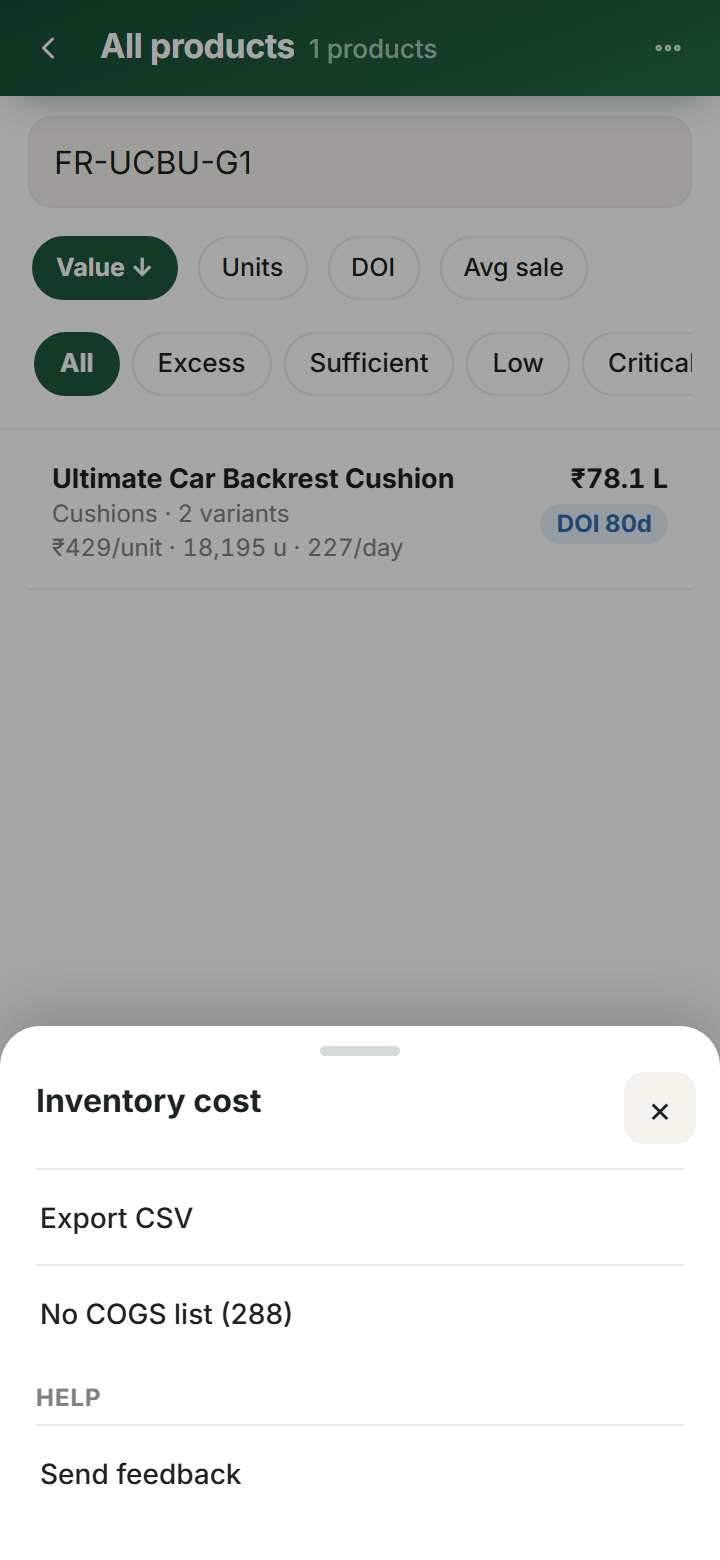 All products 1 products
FR-UCBU-G1
Value ↓ Units DOI Avg sale
All Excess Sufficient Low Critical
Ultimate Car Backrest Cushion ₹78.1 L
Cushions · 2 variants DOI 80d
₹429/unit · 18,195 u · 227/day
Inventory cost
Export CSV
No COGS list (288)
HELP
Send feedback